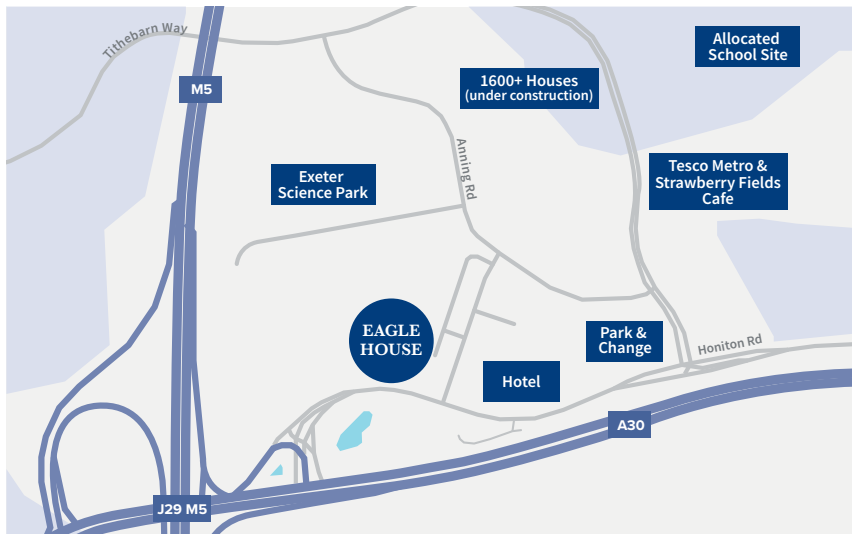 Tithebarn Way
Allocated
School Site
M5
1600+ Houses
(under construction)
Anning Rd
Exeter
Science Park
Tesco Metro &
Strawberry Fields
Cafe
EAGLE
HOUSE
Park &
Change
Honiton Rd
Hotel
A30
J29 M5